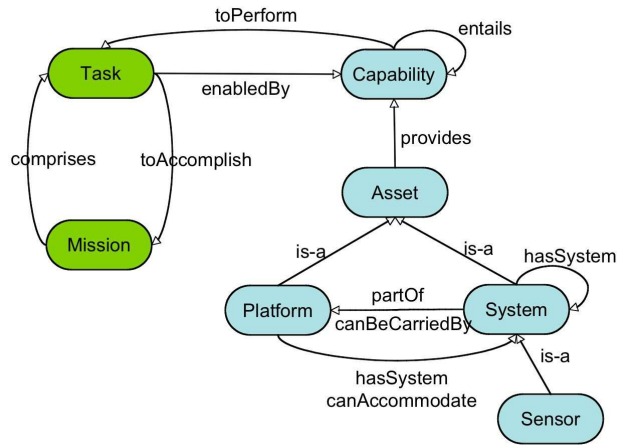 toPerform
entails
Task
Capability
enabledBy
comprises
toAccomplish
provides
Asset
Mission
is-a
is-a
hasSystem
Platform
partOf
canBeCarriedBy
System
hasSystem
canAccommodate
is-a
Sensor